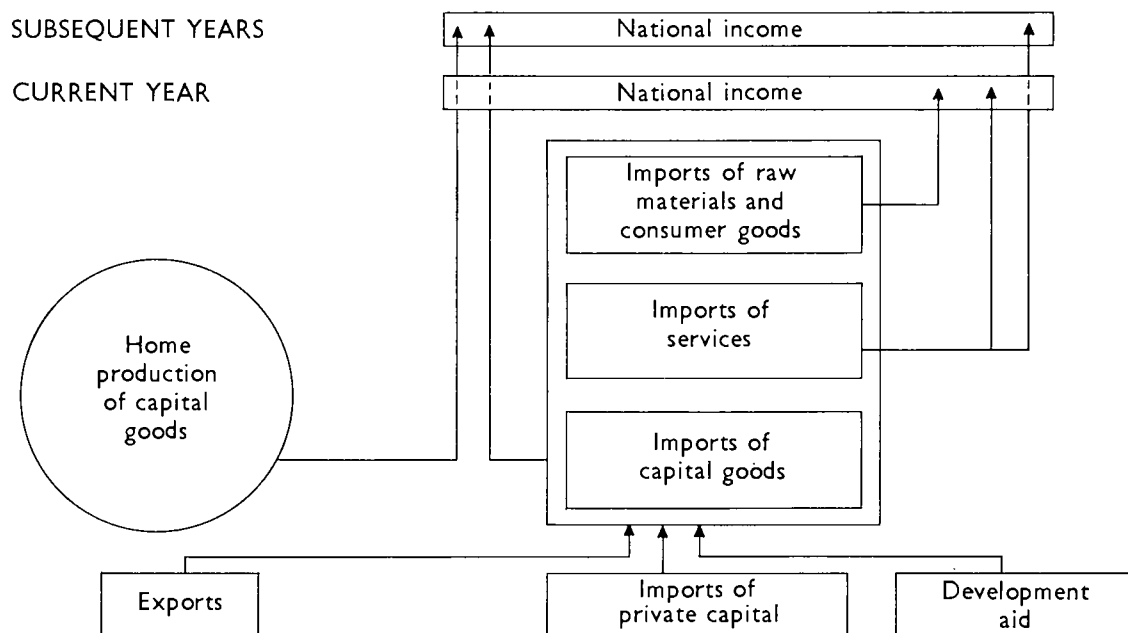 SUBSEQUENT YEARS
National income
CURRENT YEAR
National income
Imports of raw
materials and
consumer goods
Imports of
services
Home
production
of capital
goods
Imports of
capital goods
Exports
Imports of
private capital
Development
aid